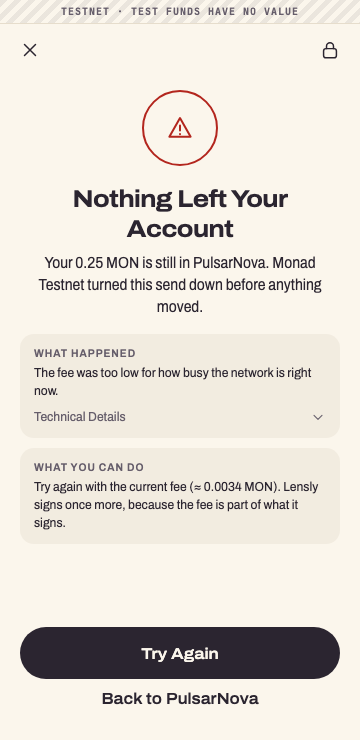 TESTNET · TEST FUNDS HAVE NO VALUE
Nothing Left Your
Account
Your 0.25 MON is still in PulsarNova. Monad
Testnet turned this send down before anything
moved.
WHAT HAPPENED
The fee was too low for how busy the network is right
now.
Technical Details
WHAT YOU CAN DO
Try again with the current fee (≈ 0.0034 MON). Lensly
signs once more, because the fee is part of what it
signs.
Try Again
Back to PulsarNova